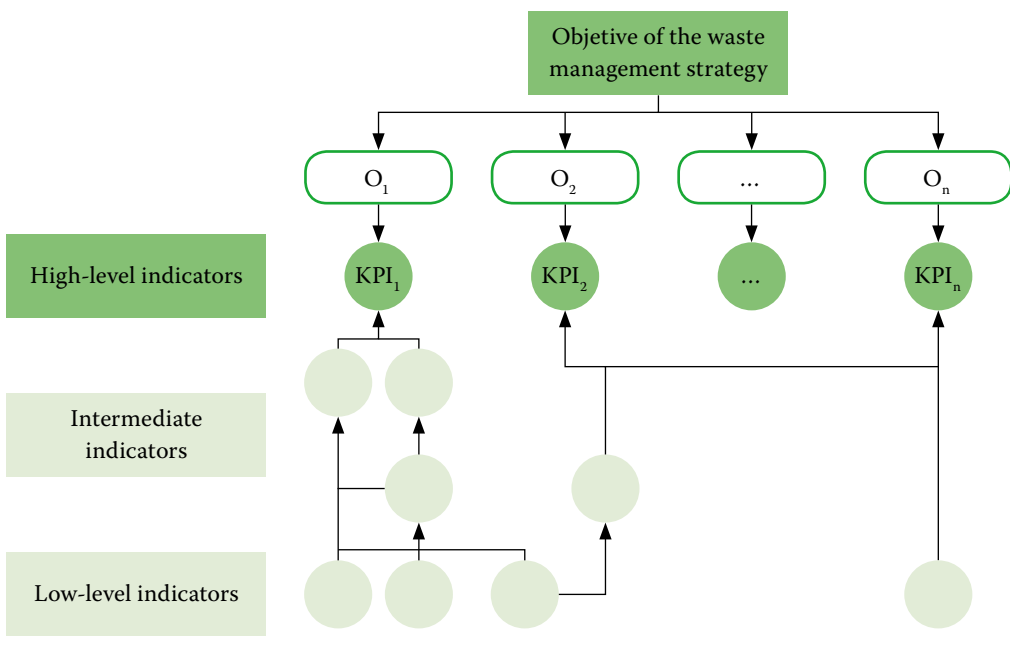 Objetive of the waste
management strategy
O1
O2
...
On
High-level indicators
KPI1
KPI2
...
KPIn
Intermediate
indicators
Low-level indicators